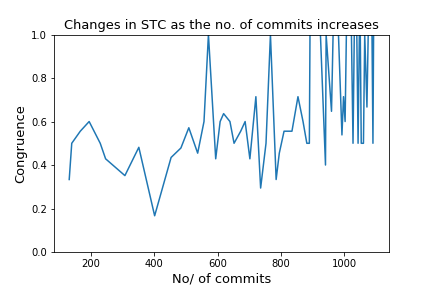 Changes in STC as the no. of commits increases
1.0
0.8
0.6
0.4
0.2
0.0
Congruence
200 400 600 800 1000
No/ of commits